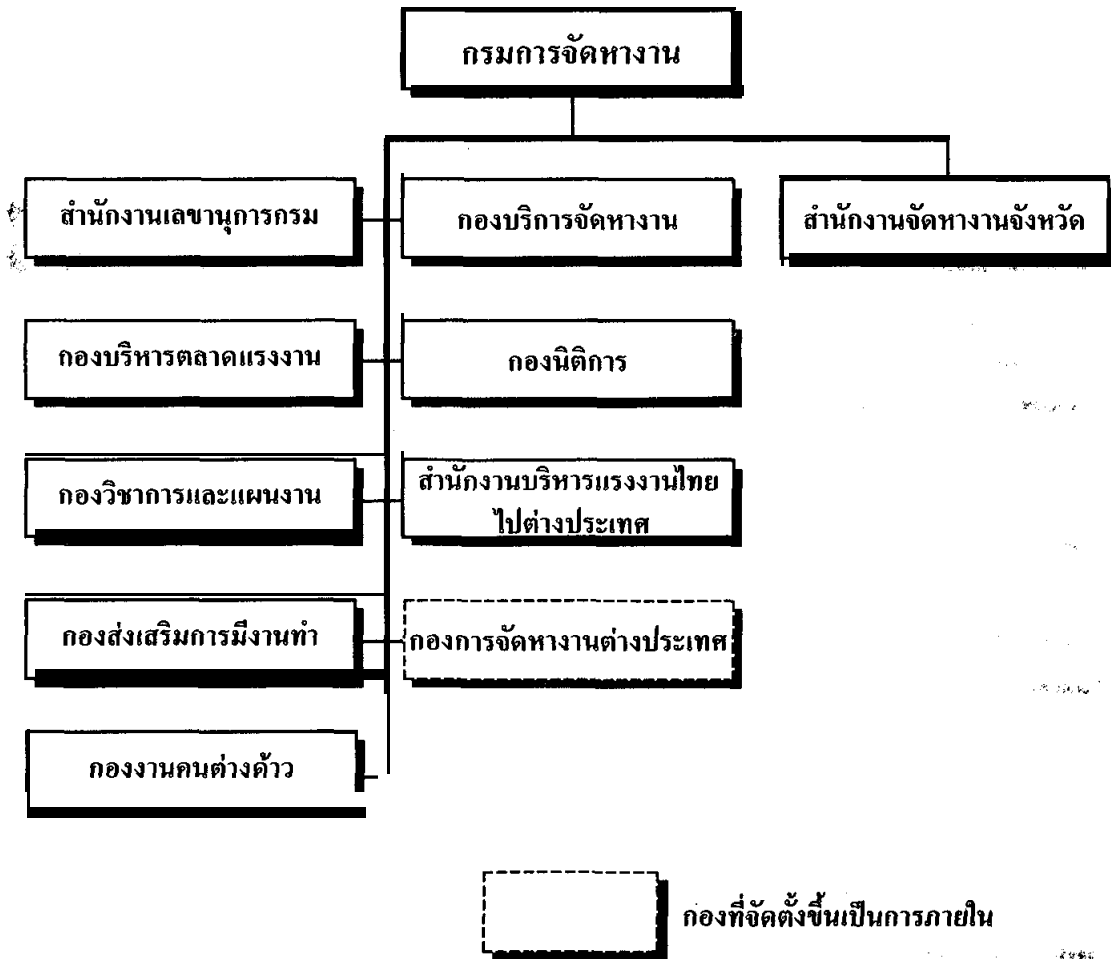 กรมการจัดหางาน
สำนักงานเลขานุการกรม
กองบริการจัดหางาน
สำนักงานจัดหางานจังหวัด
กองบริหารตลาดแรงงาน
กองนิติการ
กองวิชาการและแผนงาน
สำนักงานบริหารแรงงานไทย
ไปต่างประเทศ
กองส่งเสริมการมีงานทำ
กองการจัดหางานต่างประเทศ
กองงานคนต่างด้าว
กองที่จัดตั้งขึ้นเป็นการภายใน